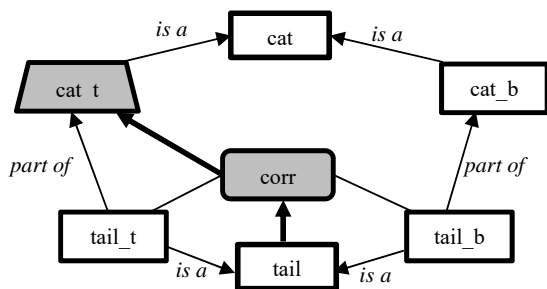 is a
cat
is a
cat_t
cat_b
part of
corr
part of
tail_t
tail_b
is a
tail
is a